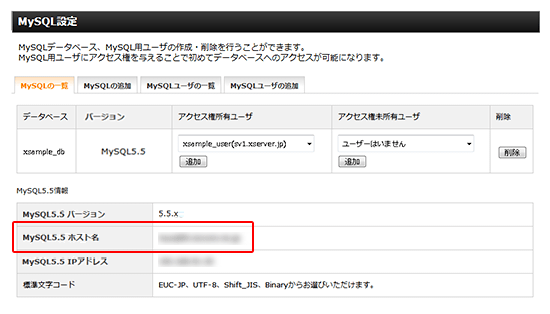 MySQL設定
MySQLデータベース、MySQL用ユーザの作成・削除を行うことができます。
MySQL用ユーザにアクセス権を与えることで初めてデータベースへのアクセスが可能になります。
MySQLの一覧 MySQLの追加 MySQLユーザの一覧 MySQLユーザの追加
データベース バージョン アクセス権所有ユーザ アクセス権未所有ユーザ 削除
xsample_db MySQL5.5 xsample_user(sv1.xserver.jp) ユーザーはいません 削除
追加 追加
MySQL5.5情報
MySQL5.5 バージョン 5.5.x
MySQL5.5 ホスト名
MySQL5.5 IPアドレス
標準文字コード EUC-JP、UTF-8、Shift_JIS、Binaryからお選びいただけます。